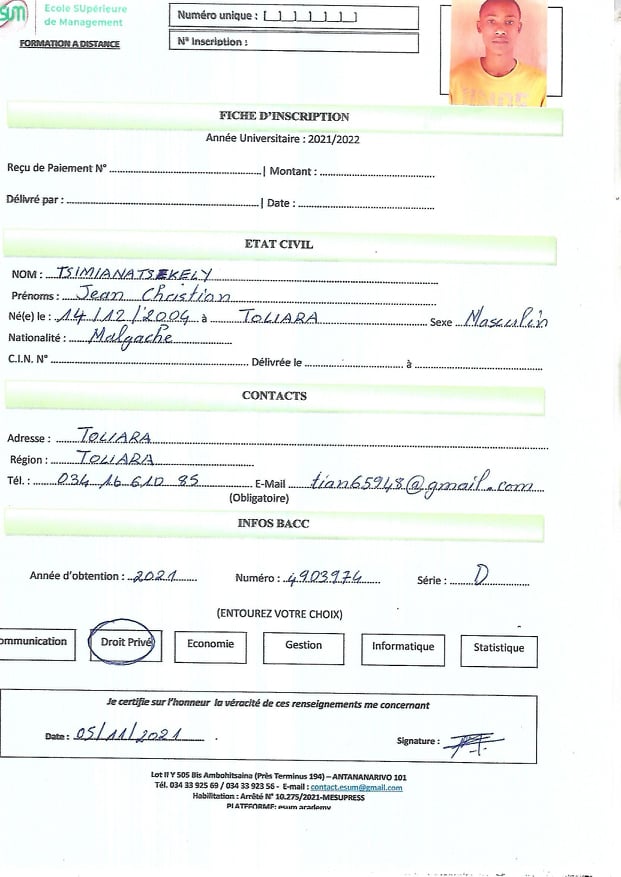 ESUM
Ecole SUpérieure
de Management
FORMATION A DISTANCE
Numéro unique : [_]_]_]_]_]_]
N° Inscription :
FICHE D'INSCRIPTION
Année Universitaire : 2021/2022
Reçu de Paiement N° ........ | Montant : ........
Délivré par : ........ | Date : ........
ETAT CIVIL
NOM : TSIMIANATSEKELY
Prénoms : Jean Christian
Né(e) le : 14/12/2004 à TOLIARA Sexe Masculin
Nationalité : Malgache
C.I.N. N° ........ Délivrée le ........ à ........
CONTACTS
Adresse : TOLIARA
Région : TOLIARA
Tél. : 034 16 610 85 E-Mail tian65948@gmail.com
(Obligatoire)
INFOS BACC
Année d'obtention : 2021 Numéro : 4903974 Série : D
(ENTOUREZ VOTRE CHOIX)
ommunication Droit Privé Economie Gestion Informatique Statistique
Je certifie sur l'honneur la véracité de ces renseignements me concernant
Date : 05/11/2021 Signature :
Lot II Y 505 Bis Ambohitsaina (Près Terminus 194) – ANTANANARIVO 101
Tél. 034 33 925 69 / 034 33 923 56 - E-mail : contact.esum@gmail.com
Habilitation : Arrêté N° 10.275/2021-MESUPRESS
PLATEFORME: esum academy